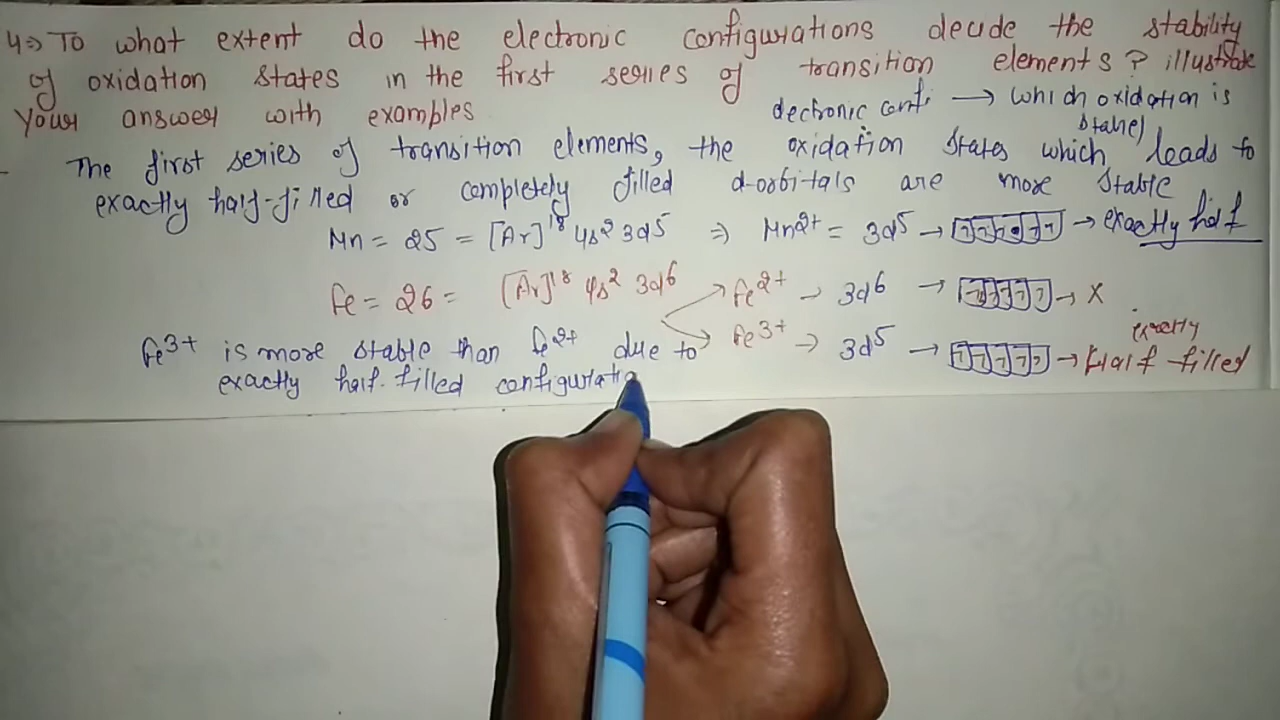 4⇒ To what extent do the electronic configurations decide the stability
of oxidation states in the first series of transition elements? illustrate
your answer with examples
electronic confi → which oxidation is
stable)
The first series of transition elements, the oxidation states which leads to
exactly half-filled or completely filled d-orbitals are more stable
Mn = 25 = [Ar]¹⁸ 4s² 3d⁵ ⇒ Mn²⁺ = 3d⁵ → → exactly half
Fe = 26 = [Ar]¹⁸ 4s² 3d⁶
Fe²⁺ → 3d⁶ → → X
Fe³⁺ → 3d⁵ → → Half-filled
exactly
Fe³⁺ is more stable than Fe²⁺ due to
exactly half-filled configuratio